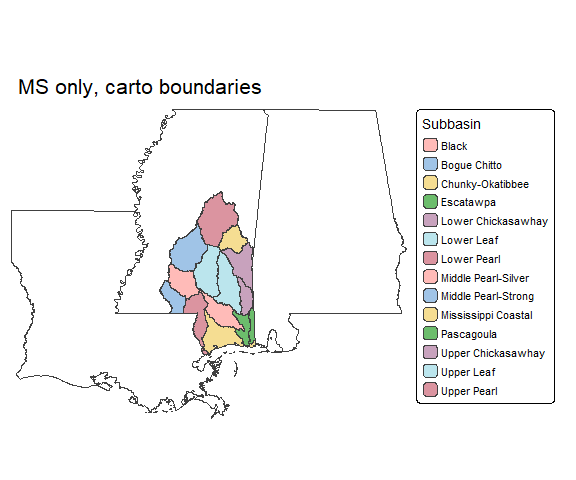 MS only, carto boundaries
Subbasin
Black
Bogue Chitto
Chunky-Okatibbee
Escatawpa
Lower Chickasawhay
Lower Leaf
Lower Pearl
Middle Pearl-Silver
Middle Pearl-Strong
Mississippi Coastal
Pascagoula
Upper Chickasawhay
Upper Leaf
Upper Pearl